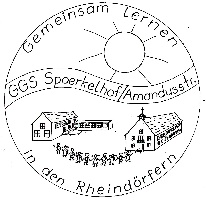 Gemeinsam Lernen
GGS Spoerkelhof/Amandusstr.
in den Rheindörfern